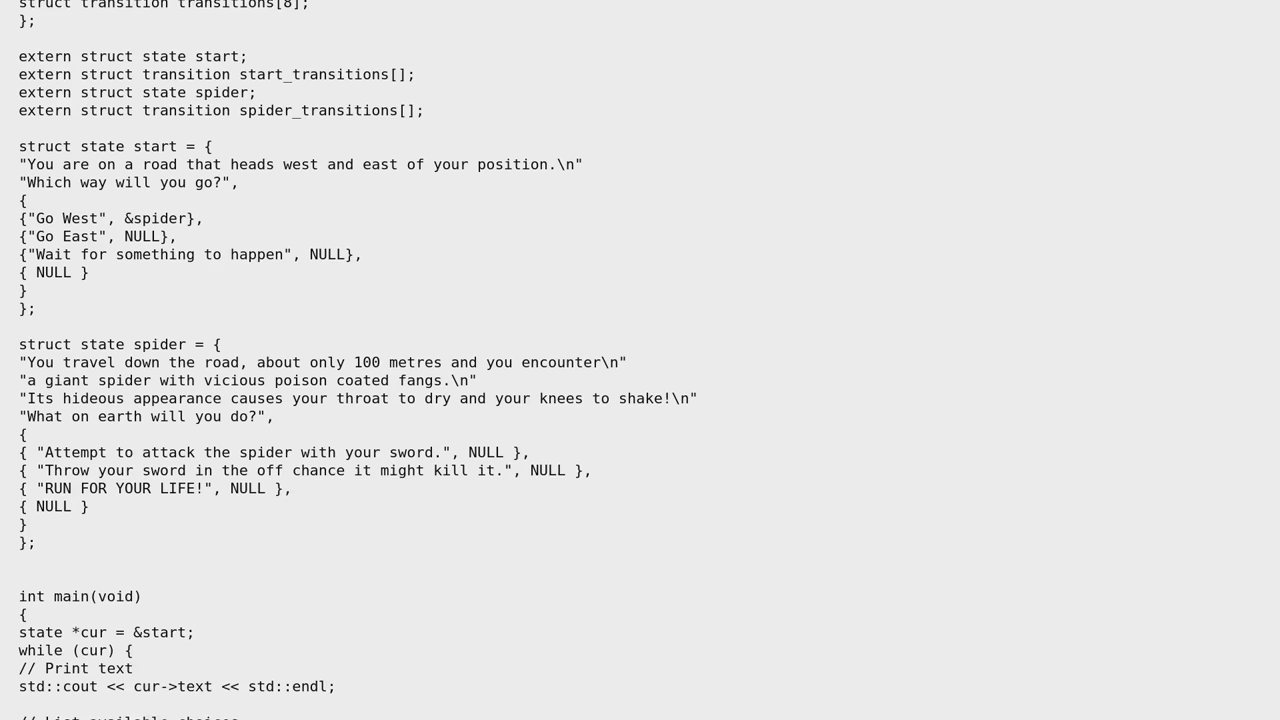 struct transition transitions[8];
};

extern struct state start;
extern struct transition start_transitions[];
extern struct state spider;
extern struct transition spider_transitions[];

struct state start = {
"You are on a road that heads west and east of your position.\n"
"Which way will you go?",
{
{"Go West", &spider},
{"Go East", NULL},
{"Wait for something to happen", NULL},
{ NULL }
}
};

struct state spider = {
"You travel down the road, about only 100 metres and you encounter\n"
"a giant spider with vicious poison coated fangs.\n"
"Its hideous appearance causes your throat to dry and your knees to shake!\n"
"What on earth will you do?",
{
{ "Attempt to attack the spider with your sword.", NULL },
{ "Throw your sword in the off chance it might kill it.", NULL },
{ "RUN FOR YOUR LIFE!", NULL },
{ NULL }
}
};

int main(void)
{
state *cur = &start;
while (cur) {
// Print text
std::cout << cur->text << std::endl;

// List available choices